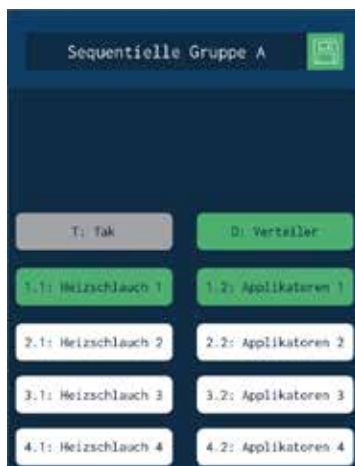 Sequentielle Gruppe A
T: Tak
D: Verteiler
1.1: Heizschlauch 1
1.2: Applikatoren 1
2.1: Heizschlauch 2
2.2: Applikatoren 2
3.1: Heizschlauch 3
3.2: Applikatoren 3
4.1: Heizschlauch 4
4.2: Applikatoren 4